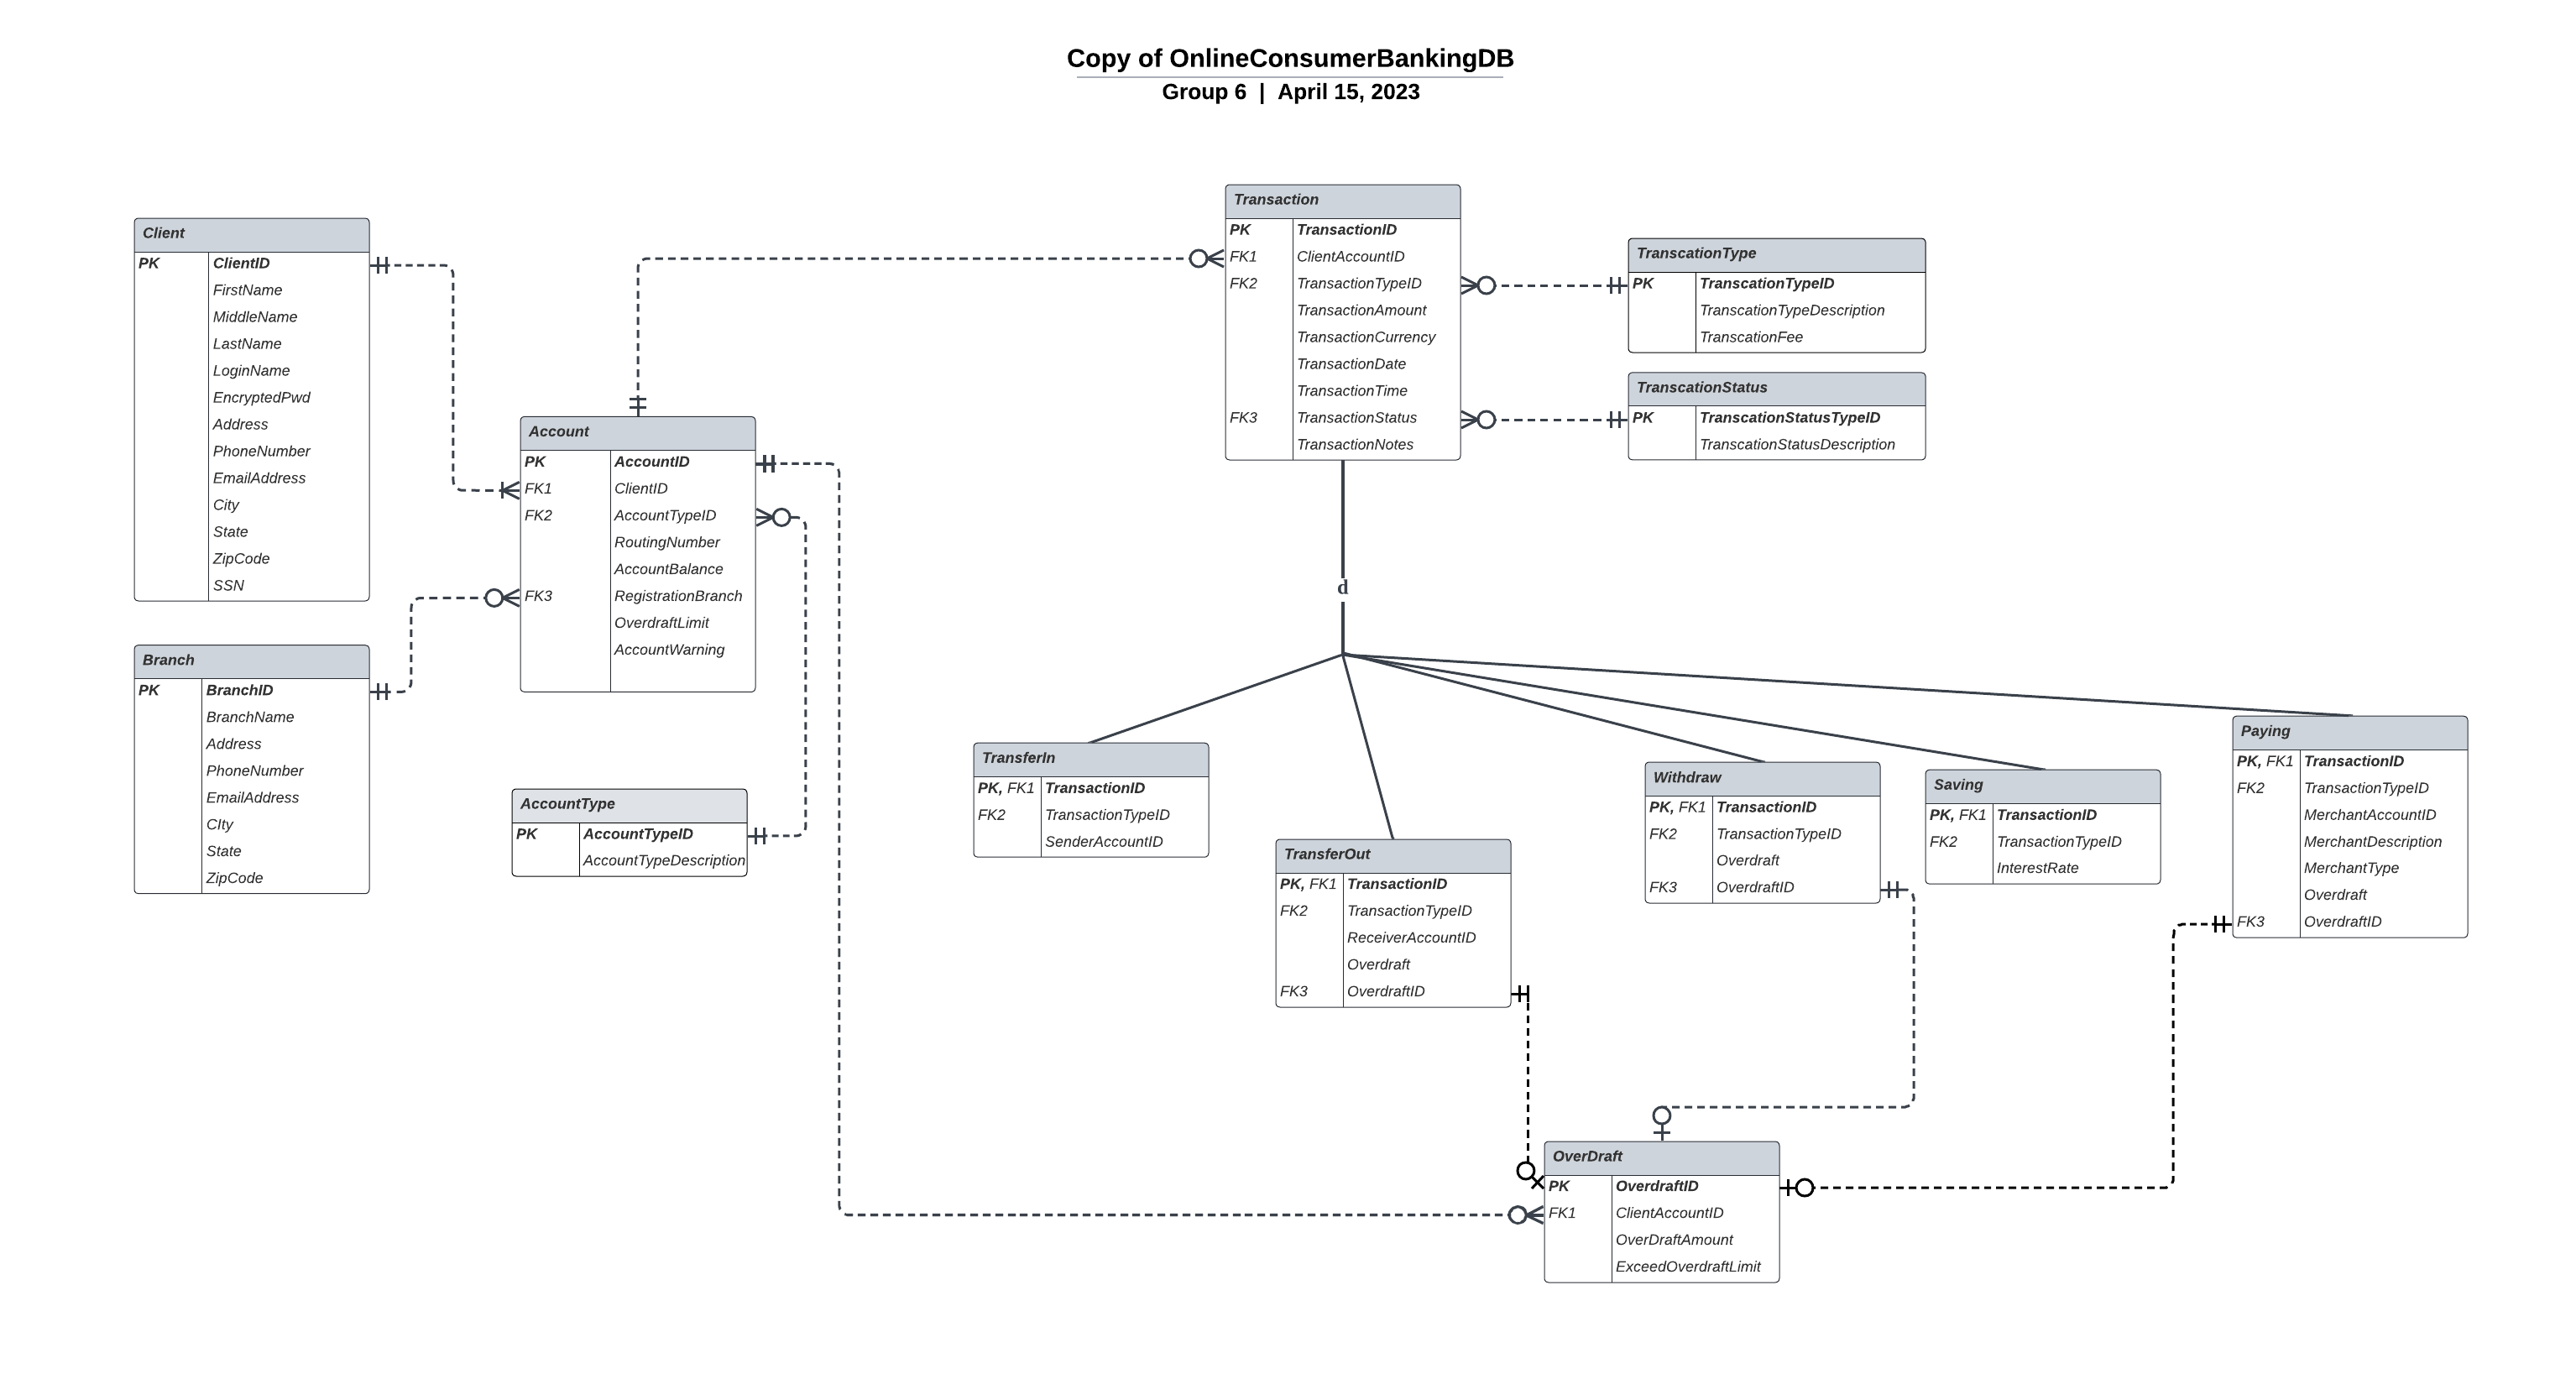 Copy of OnlineConsumerBankingDB
Group 6 | April 15, 2023
Client
PK ClientID
FirstName
MiddleName
LastName
LoginName
EncryptedPwd
Address
PhoneNumber
EmailAddress
City
State
ZipCode
SSN
Branch
PK BranchID
BranchName
Address
PhoneNumber
EmailAddress
CIty
State
ZipCode
Account
PK AccountID
FK1 ClientID
FK2 AccountTypeID
RoutingNumber
AccountBalance
FK3 RegistrationBranch
OverdraftLimit
AccountWarning
AccountType
PK AccountTypeID
AccountTypeDescription
Transaction
PK TransactionID
FK1 ClientAccountID
FK2 TransactionTypeID
TransactionAmount
TransactionCurrency
TransactionDate
TransactionTime
FK3 TransactionStatus
TransactionNotes
TranscationType
PK TranscationTypeID
TranscationTypeDescription
TranscationFee
TranscationStatus
PK TranscationStatusTypeID
TranscationStatusDescription
d
TransferIn
PK, FK1 TransactionID
FK2 TransactionTypeID
SenderAccountID
TransferOut
PK, FK1 TransactionID
FK2 TransactionTypeID
ReceiverAccountID
Overdraft
FK3 OverdraftID
Withdraw
PK, FK1 TransactionID
FK2 TransactionTypeID
Overdraft
FK3 OverdraftID
Saving
PK, FK1 TransactionID
FK2 TransactionTypeID
InterestRate
Paying
PK, FK1 TransactionID
FK2 TransactionTypeID
MerchantAccountID
MerchantDescription
MerchantType
Overdraft
FK3 OverdraftID
OverDraft
PK OverdraftID
FK1 ClientAccountID
OverDraftAmount
ExceedOverdraftLimit